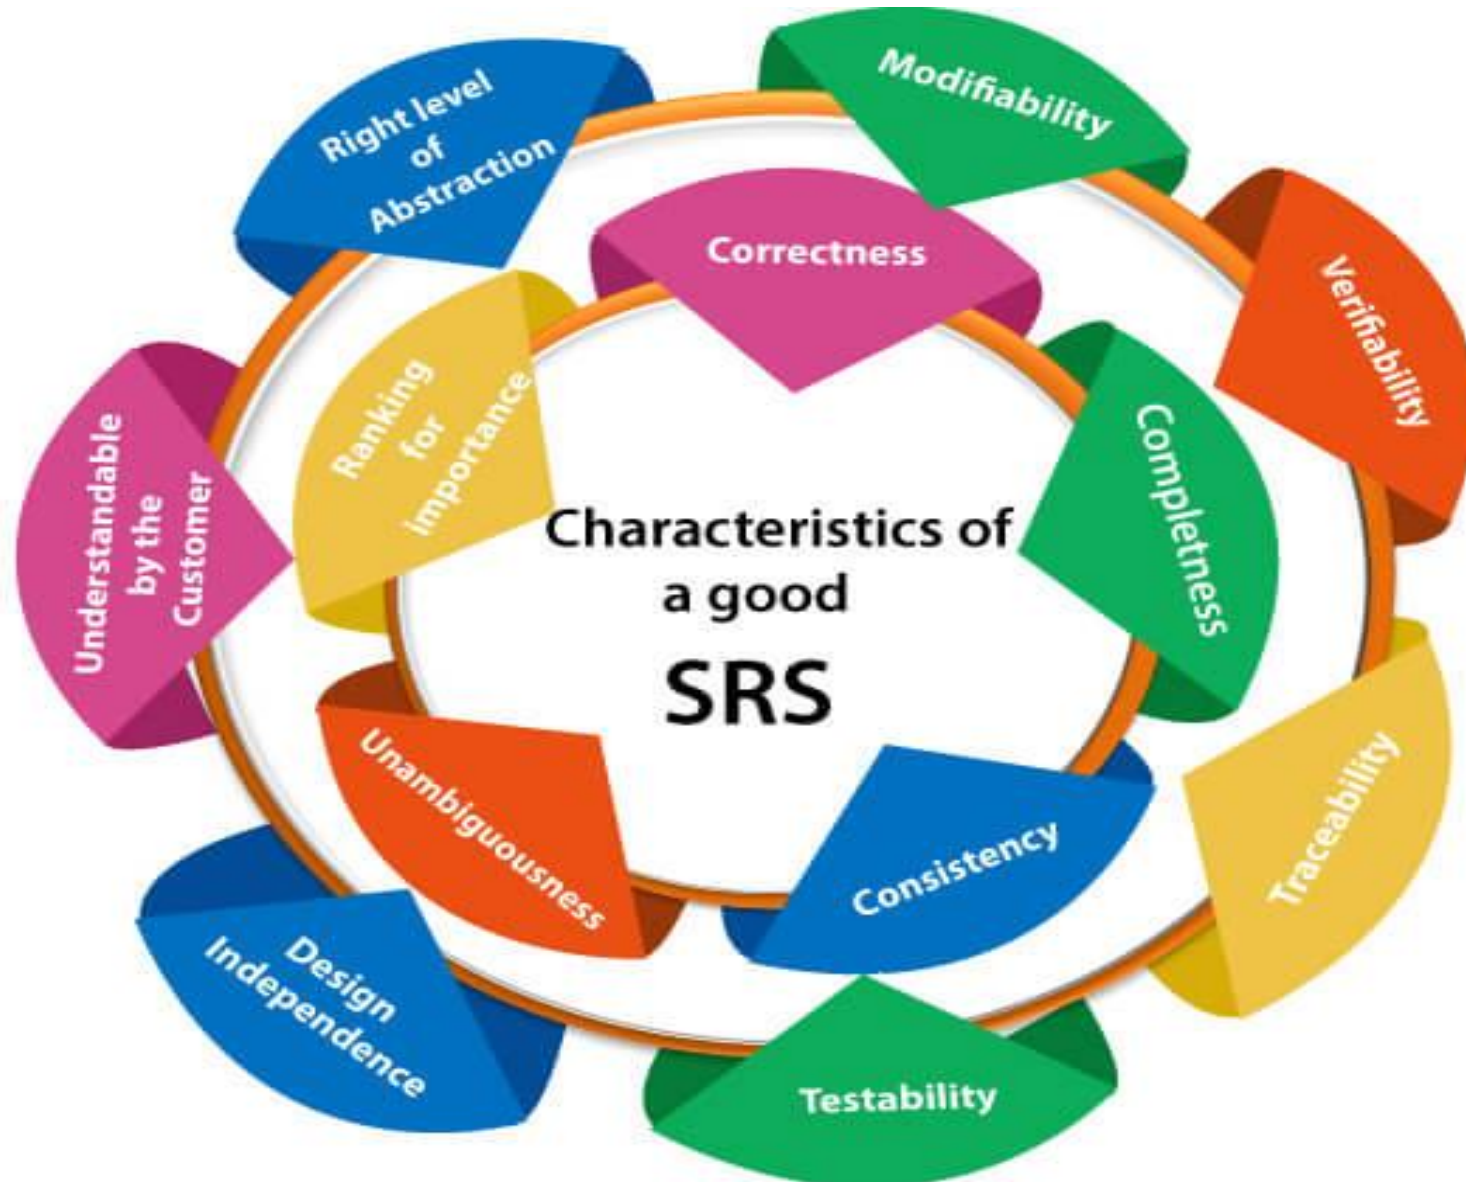 Characteristics of
a good
SRS
Correctness
Completness
Consistency
Unambiguousness
Ranking
for
importance
Modifiability
Verifiability
Traceability
Testability
Design
Independence
Understandable
by the
Customer
Right level
of
Abstraction